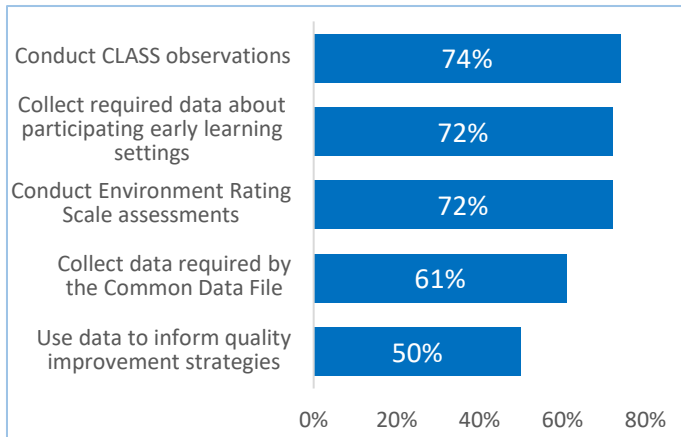 Conduct CLASS observations
74%
Collect required data about
participating early learning
settings
72%
Conduct Environment Rating
Scale assessments
72%
Collect data required by
the Common Data File
61%
Use data to inform quality
improvement strategies
50%
0% 20% 40% 60% 80%